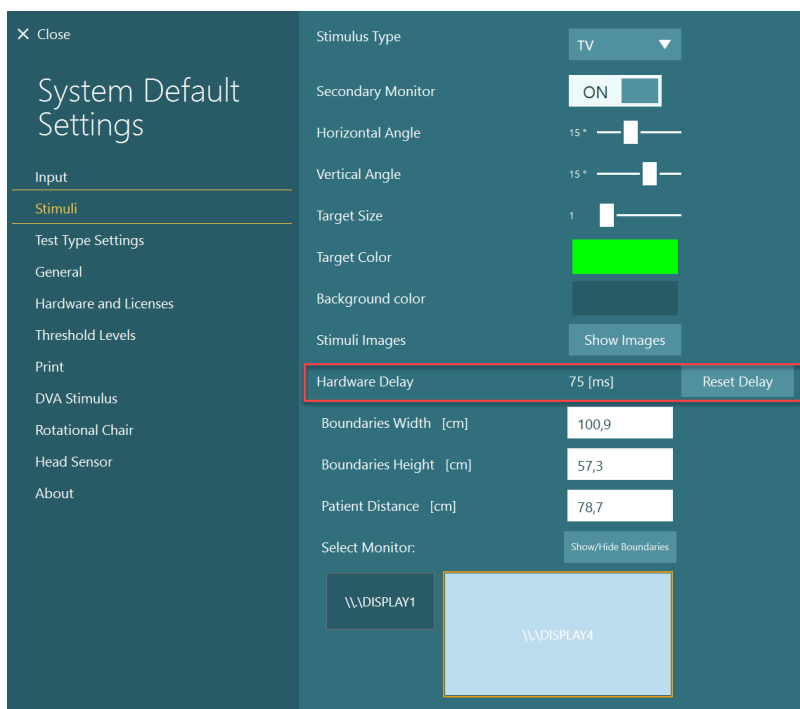 Close
System Default
Settings
Input
Stimuli
Test Type Settings
General
Hardware and Licenses
Threshold Levels
Print
DVA Stimulus
Rotational Chair
Head Sensor
About
Stimulus Type
TV
Secondary Monitor
ON
Horizontal Angle
15 °
Vertical Angle
15 °
Target Size
1
Target Color
Background color
Stimuli Images
Show Images
Hardware Delay
75 [ms]
Reset Delay
Boundaries Width [cm]
100,9
Boundaries Height [cm]
57,3
Patient Distance [cm]
78,7
Select Monitor:
Show/Hide Boundaries
\\.\DISPLAY1
\\.\DISPLAY4